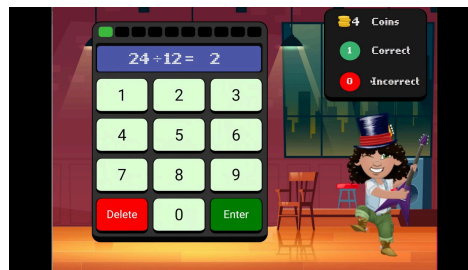 4 Coins
24÷12= 2
1 Correct
0 Incorrect
1 2 3
4 5 6
7 8 9
Delete 0 Enter